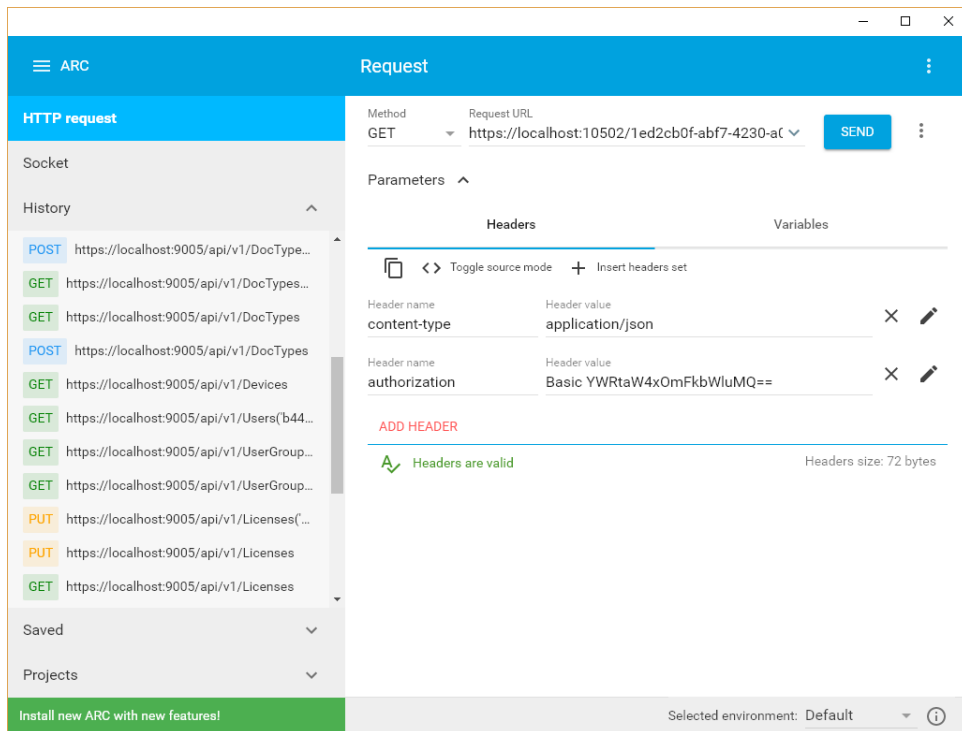 ARC
Request
HTTP request
Socket
History
POST https://localhost:9005/api/v1/DocType...
GET https://localhost:9005/api/v1/DocTypes...
GET https://localhost:9005/api/v1/DocTypes
POST https://localhost:9005/api/v1/DocTypes
GET https://localhost:9005/api/v1/Devices
GET https://localhost:9005/api/v1/Users('b44...
GET https://localhost:9005/api/v1/UserGroup...
GET https://localhost:9005/api/v1/UserGroup...
PUT https://localhost:9005/api/v1/Licenses('...
PUT https://localhost:9005/api/v1/Licenses
GET https://localhost:9005/api/v1/Licenses
Saved
Projects
Install new ARC with new features!
Method Request URL
GET https://localhost:10502/1ed2cb0f-abf7-4230-a0
SEND
Parameters
Headers Variables
Toggle source mode Insert headers set
Header name Header value
content-type application/json
Header name Header value
authorization Basic YWRtaW4xOmFkbWluMQ==
ADD HEADER
Headers are valid Headers size: 72 bytes
Selected environment: Default